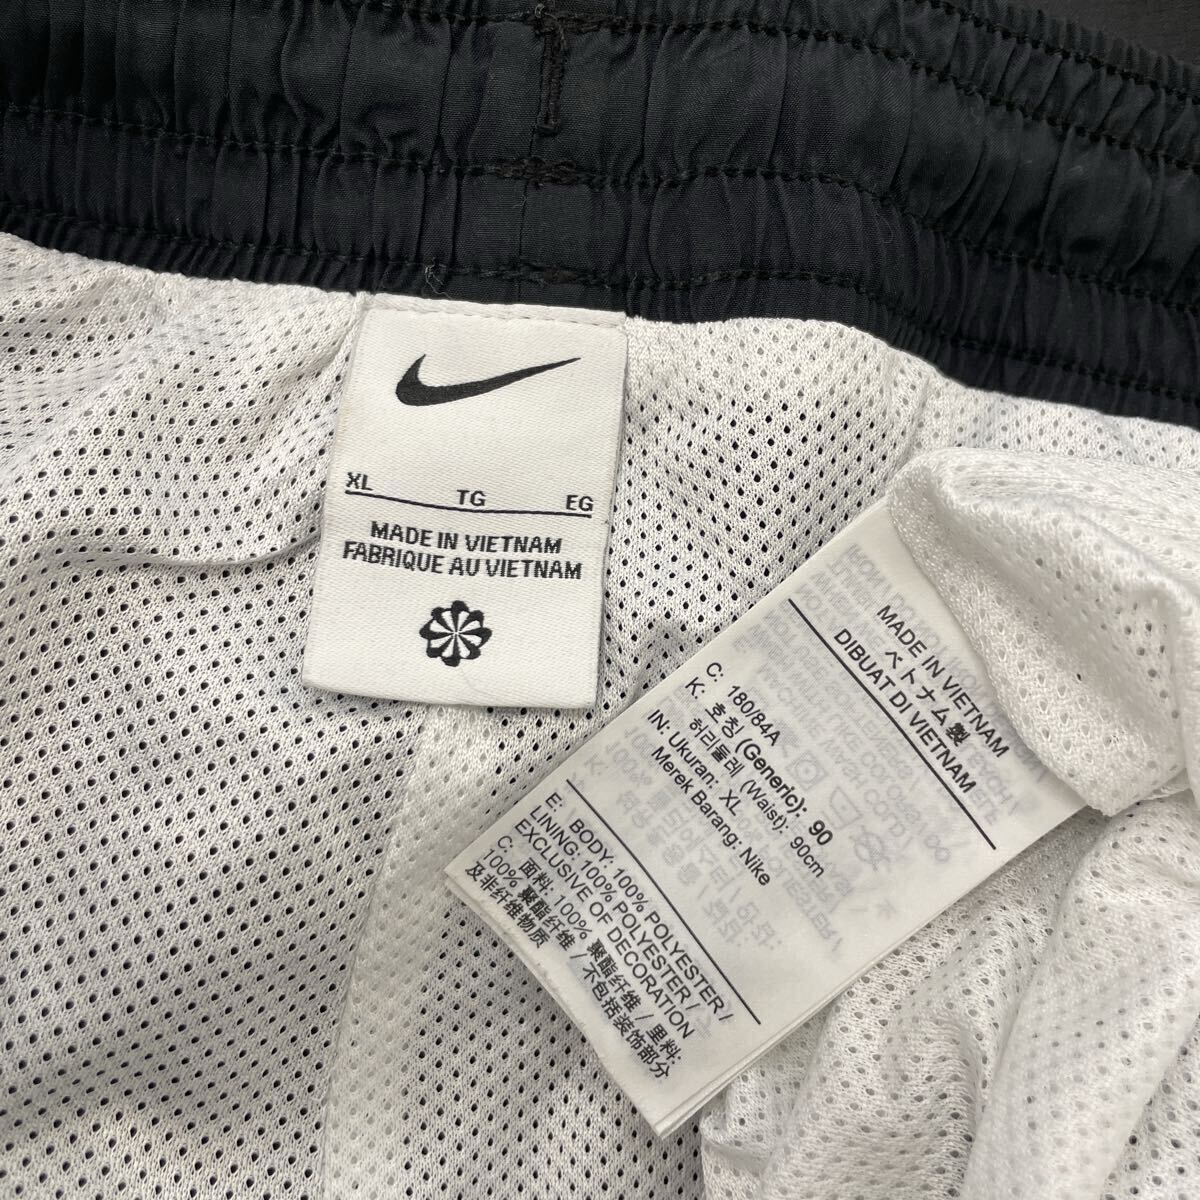 XL TG EG
MADE IN VIETNAM
FABRIQUE AU VIETNAM
MADE IN VIETNAM
ベトナム製
DIBUAT DI VIETNAM
C: 180/84A
K: 호칭 (Generic): 90
허리둘레 (Waist): 90cm
IN: Ukuran: XL
Merek Barang: Nike
E: BODY: 100% POLYESTER /
LINING: 100% POLYESTER /
EXCLUSIVE OF DECORATION
C: 面料: 100% 聚酯纤维 / 里料:
100% 聚酯纤维 / 不包括装饰部分
及非纤维物质